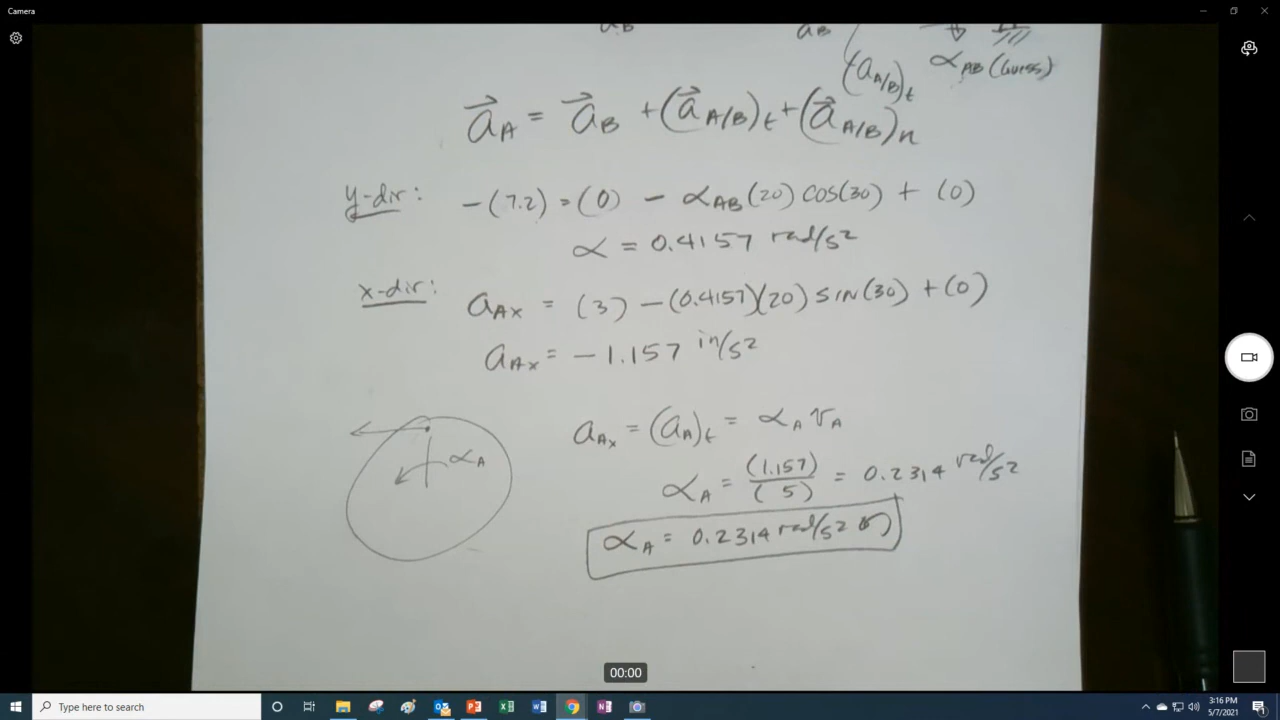 Camera
a_B a_B
(a_A/B)_t α_AB (Guess)
a⃗_A = a⃗_B + (a⃗_A/B)_t + (a⃗_A/B)_n
y-dir: -(7.2) = (0) - α_AB (20) cos(30) + (0)
α = 0.4157 rad/s²
x-dir: a_Ax = (3) - (0.4157)(20) sin(30) + (0)
a_Ax = -1.157 in/s²
a_Ax = (a_A)_t = α_A r_A
α_A
α_A = (1.157)/(5) = 0.2314 rad/s²
α_A = 0.2314 rad/s² ↺
00:00
Type here to search
3:16 PM
5/7/2021